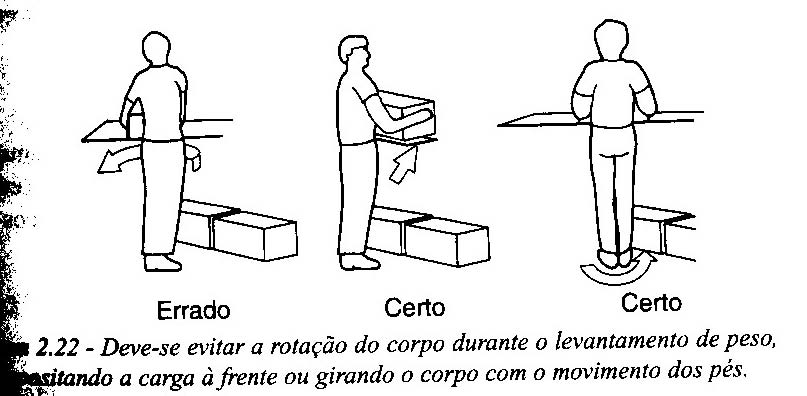 Errado
Certo
Certo
2.22 - Deve-se evitar a rotação do corpo durante o levantamento de peso,
a carga à frente ou girando o corpo com o movimento dos pés.